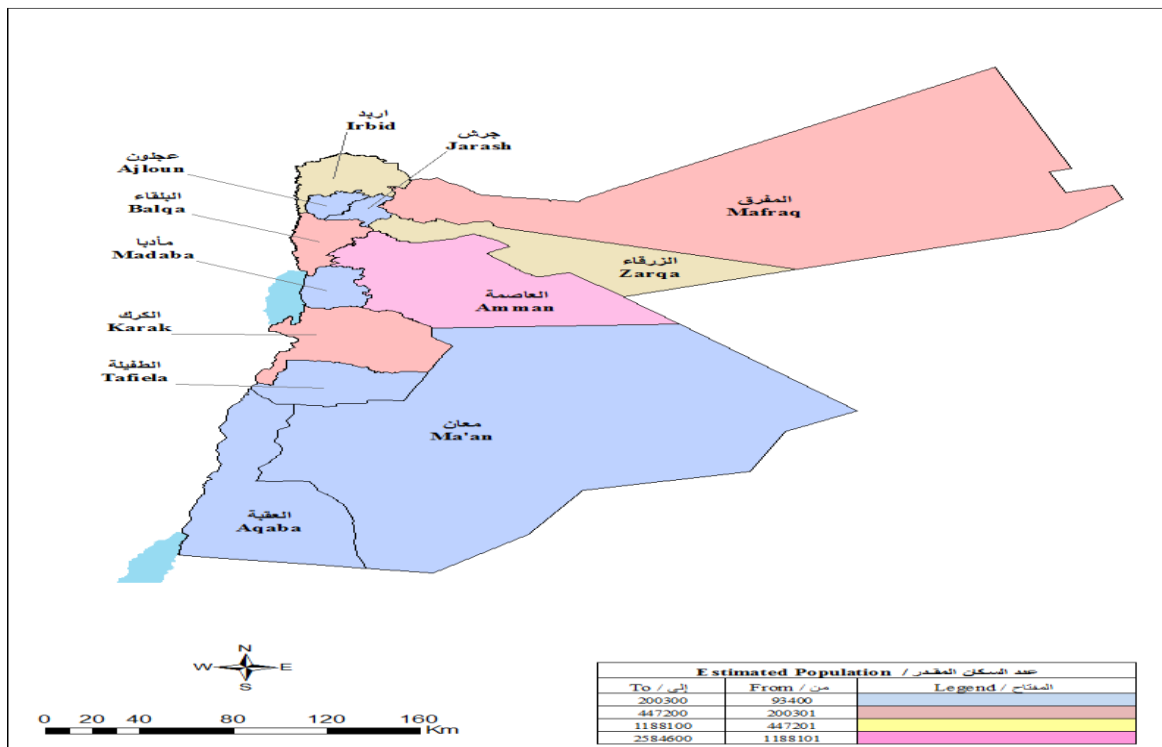 اربد
Irbid
جرش
Jarash
عجلون
Ajloun
البلقاء
Balqa
مأدبا
Madaba
الكرك
Karak
الطفيلة
Tafiela
المفرق
Mafraq
الزرقاء
Zarqa
العاصمة
Amman
معان
Ma'an
العقبة
Aqaba
N
W E
S
0 40 80 120 160
Km
Estimated Population / عدد السكان المقدر
To / إلى From / من Legend / المفتاح
200300 93400
447200 200301
1188100 447201
2584600 1188101